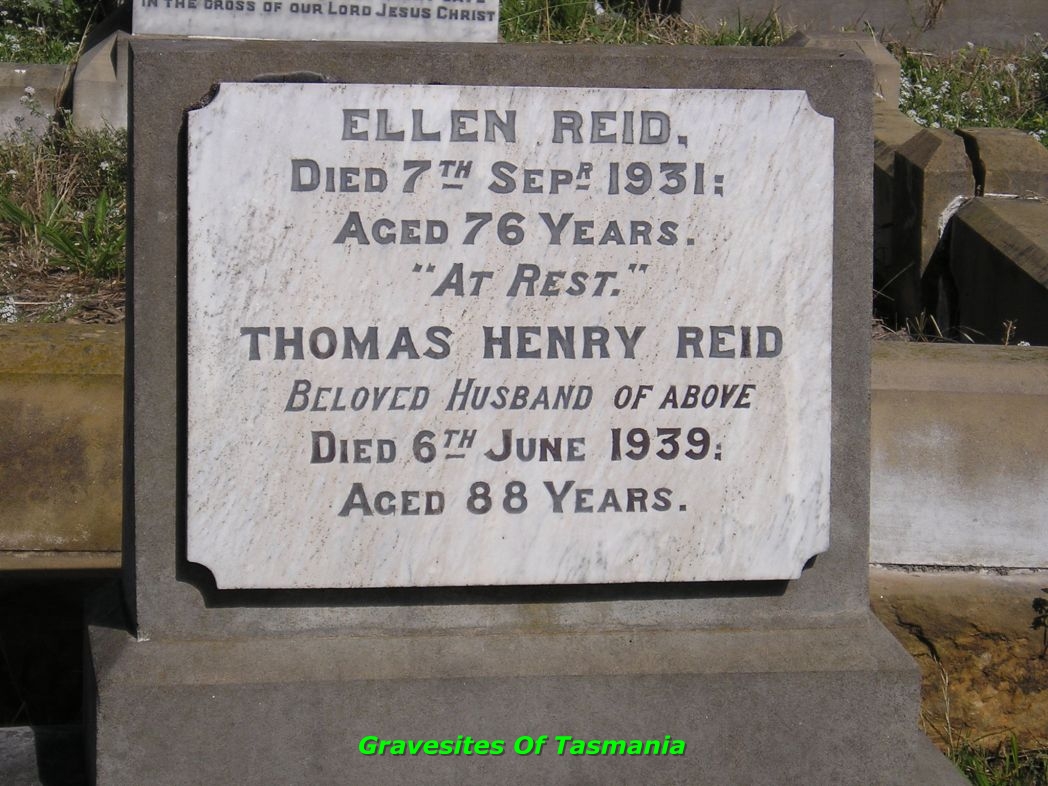 IN THE CROSS OF OUR LORD JESUS CHRIST
ELLEN REID,
DIED 7TH SEPR 1931;
AGED 76 YEARS.
"AT REST."
THOMAS HENRY REID
BELOVED HUSBAND OF ABOVE
DIED 6TH JUNE 1939;
AGED 88 YEARS.
Gravesites Of Tasmania